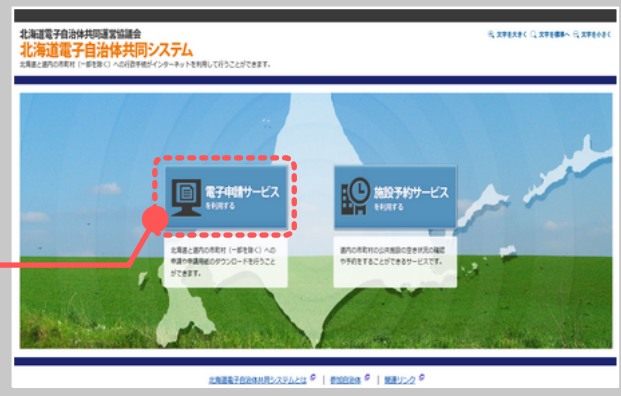 北海道電子自治体共同運営協議会
北海道電子自治体共同システム
北海道と道内の市町村（一部を除く）への行政手続がインターネットを利用して行うことができます。
文字を大きく 文字を標準へ 文字を小さく
電子申請サービス
を利用する
北海道と道内の市町村（一部を除く）への
申請や申請用紙のダウンロードを行うこと
ができます。
施設予約サービス
を利用する
道内の市町村の公共施設の空き状況の確認
や予約をすることができるサービスです。
北海道電子自治体共同システムとは | 参加自治体 | 関連リンク